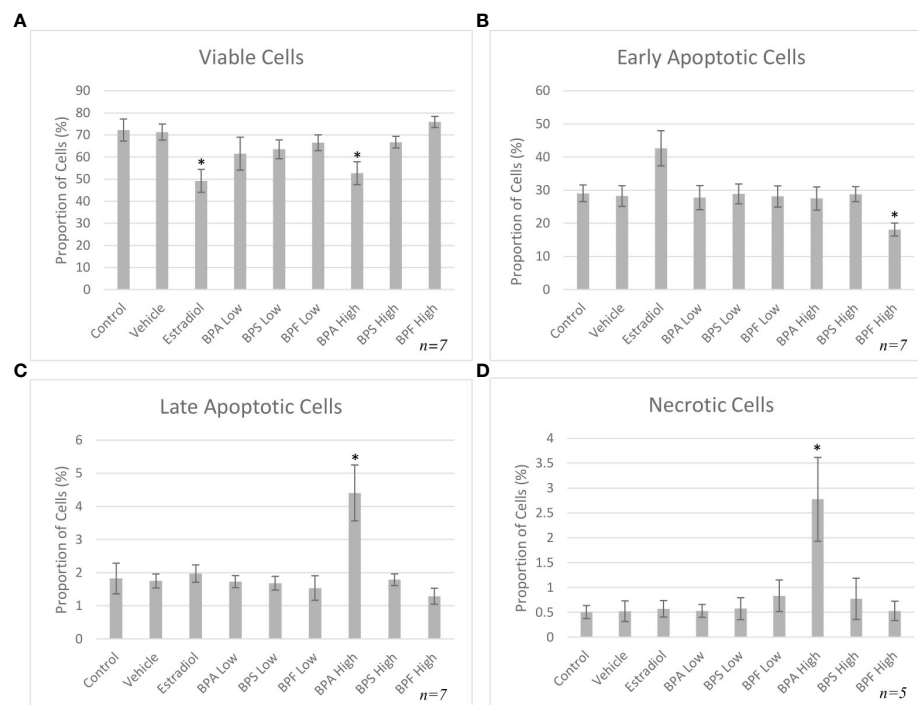 A
Viable Cells
Proportion of Cells (%)
90
80
70
60
50
40
30
20
10
0
*
*
Control
Vehicle
Estradiol
BPA Low
BPS Low
BPF Low
BPA High
BPS High
BPF High
n=7
B
Early Apoptotic Cells
Proportion of Cells (%)
60
50
40
30
20
10
0
*
Control
Vehicle
Estradiol
BPA Low
BPS Low
BPF Low
BPA High
BPS High
BPF High
n=7
C
Late Apoptotic Cells
Proportion of Cells (%)
6
5
4
3
2
1
0
*
Control
Vehicle
Estradiol
BPA Low
BPS Low
BPF Low
BPA High
BPS High
BPF High
n=7
D
Necrotic Cells
Proportion of Cells (%)
4
3.5
3
2.5
2
1.5
1
0.5
0
*
Control
Vehicle
Estradiol
BPA Low
BPS Low
BPF Low
BPA High
BPS High
BPF High
n=5